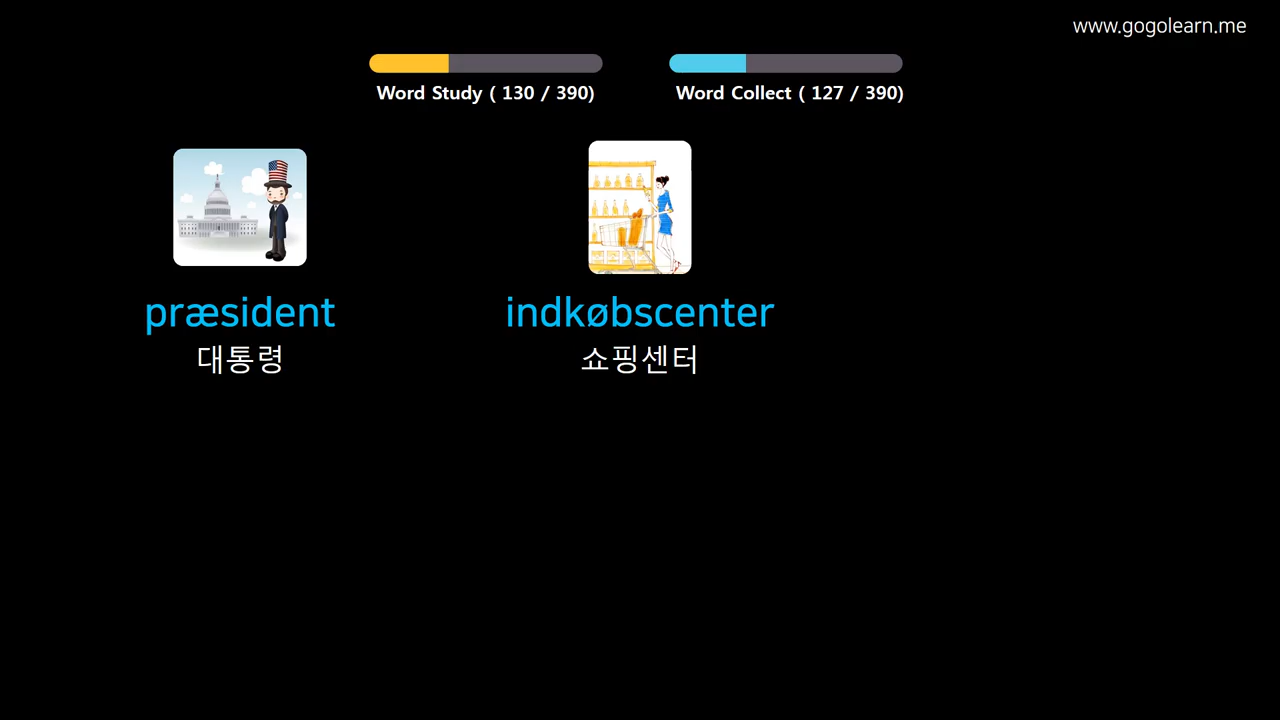 www.gogolearn.me
Word Study ( 130 / 390)
Word Collect ( 127 / 390)
præsident
대통령
indkøbscenter
쇼핑센터